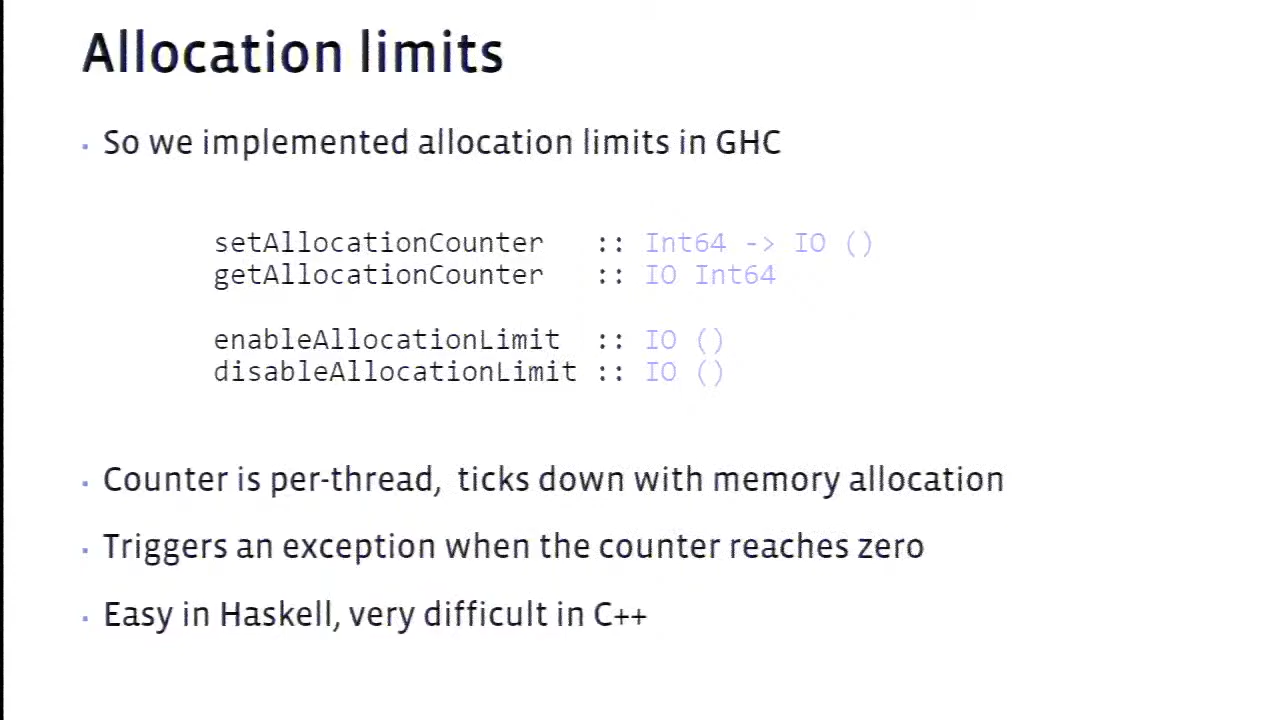 Allocation limits
· So we implemented allocation limits in GHC
setAllocationCounter :: Int64 -> IO ()
getAllocationCounter :: IO Int64
enableAllocationLimit :: IO ()
disableAllocationLimit :: IO ()
· Counter is per-thread, ticks down with memory allocation
· Triggers an exception when the counter reaches zero
· Easy in Haskell, very difficult in C++